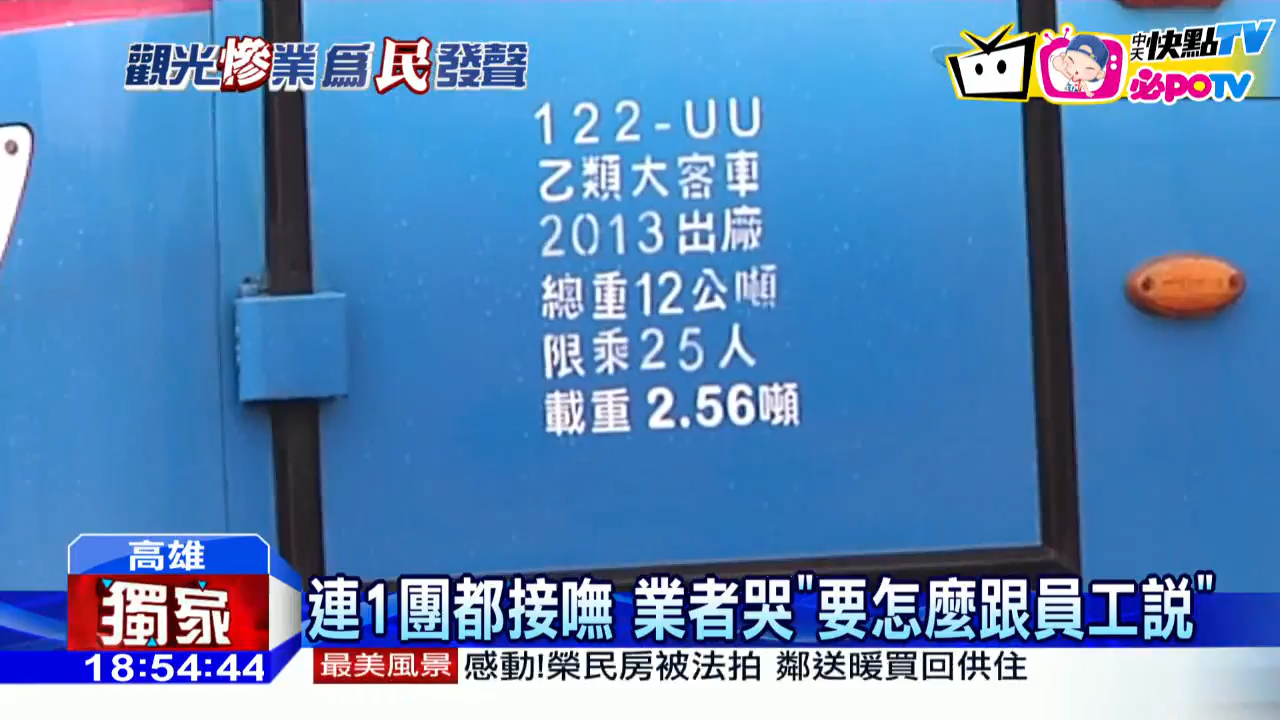 觀光慘業為民發聲
中天快點TV
必POTV
122-UU
乙類大客車
2013出廠
總重12公噸
限乘25人
載重 2.56噸
高雄
獨家
18:54:44
連1團都接嘸 業者哭"要怎麼跟員工説"
最美風景 感動!榮民房被法拍 鄰送暖買回供住